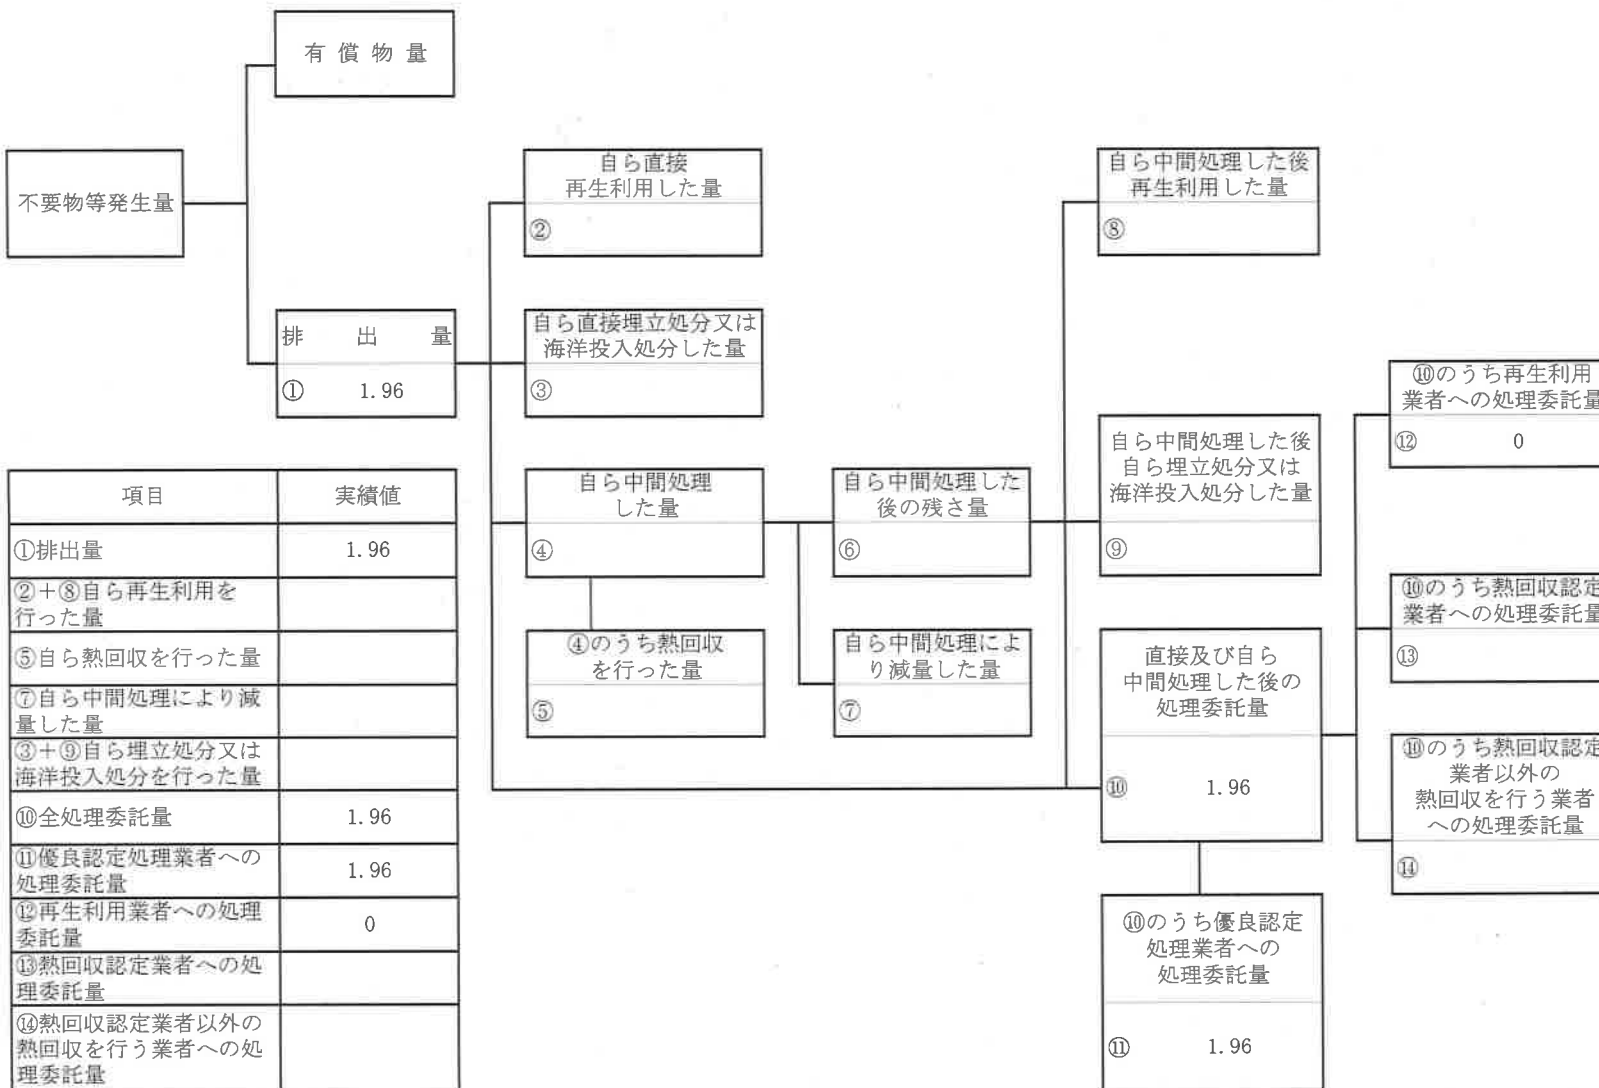 有償物量
不要物等発生量
排出量
① 1.96
自ら直接
再生利用した量
②
自ら直接埋立処分又は
海洋投入処分した量
③
自ら中間処理
した量
④
④のうち熱回収
を行った量
⑤
自ら中間処理した
後の残さ量
⑥
自ら中間処理によ
り減量した量
⑦
自ら中間処理した後
再生利用した量
⑧
自ら中間処理した後
自ら埋立処分又は
海洋投入処分した量
⑨
直接及び自ら
中間処理した後の
処理委託量
⑩ 1.96
⑩のうち優良認定
処理業者への
処理委託量
⑪ 1.96
⑩のうち再生利用
業者への処理委託量
⑫ 0
⑩のうち熱回収認定
業者への処理委託量
⑬
⑩のうち熱回収認定
業者以外の
熱回収を行う業者
への処理委託量
⑭
項目 実績値
①排出量 1.96
②+⑧自ら再生利用を
行った量
⑤自ら熱回収を行った量
⑦自ら中間処理により減
量した量
③+⑨自ら埋立処分又は
海洋投入処分を行った量
⑩全処理委託量 1.96
⑪優良認定処理業者への
処理委託量 1.96
⑫再生利用業者への処理
委託量 0
⑬熱回収認定業者への処
理委託量
⑭熱回収認定業者以外の
熱回収を行う業者への処
理委託量